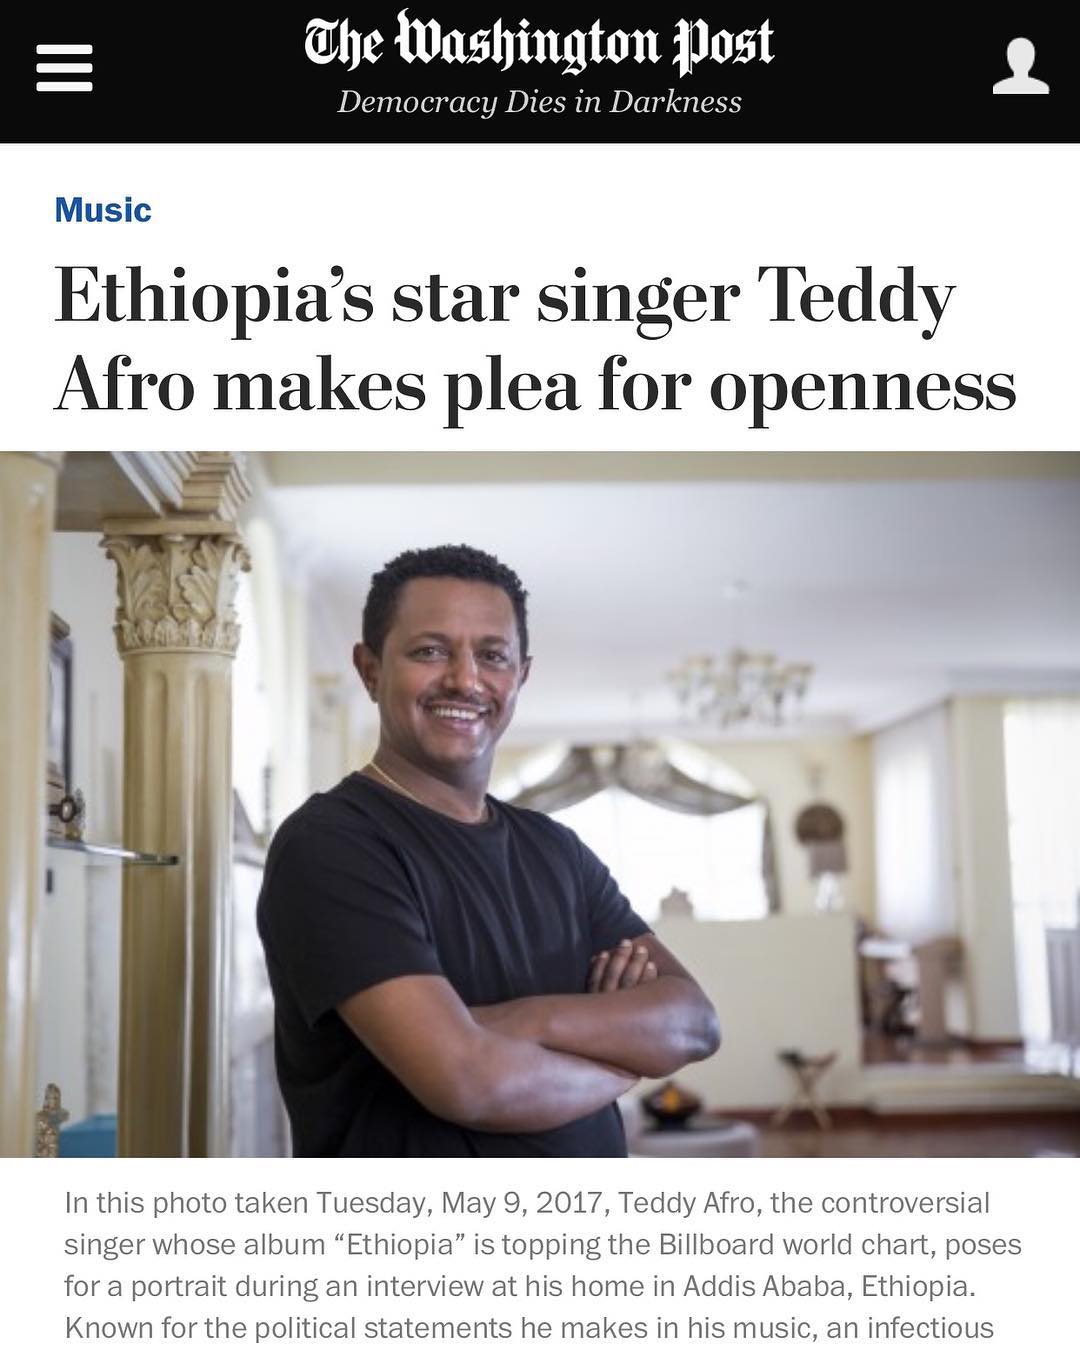 The Washington Post
Democracy Dies in Darkness
Music
Ethiopia’s star singer Teddy
Afro makes plea for openness
In this photo taken Tuesday, May 9, 2017, Teddy Afro, the controversial
singer whose album “Ethiopia” is topping the Billboard world chart, poses
for a portrait during an interview at his home in Addis Ababa, Ethiopia.
Known for the political statements he makes in his music, an infectious